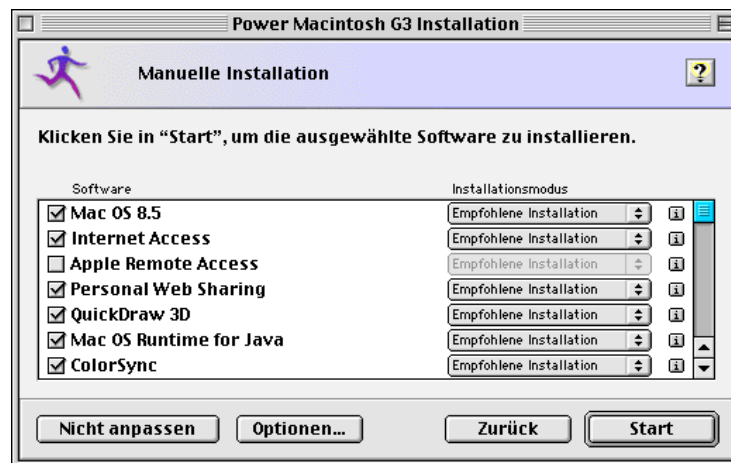 Power Macintosh G3 Installation
Manuelle Installation
?
Klicken Sie in “Start”, um die ausgewählte Software zu installieren.
Software Installationsmodus
Mac OS 8.5 Empfohlene Installation i
Internet Access Empfohlene Installation i
Apple Remote Access Empfohlene Installation i
Personal Web Sharing Empfohlene Installation i
QuickDraw 3D Empfohlene Installation i
Mac OS Runtime for Java Empfohlene Installation i
ColorSync Empfohlene Installation i
Nicht anpassen Optionen... Zurück Start